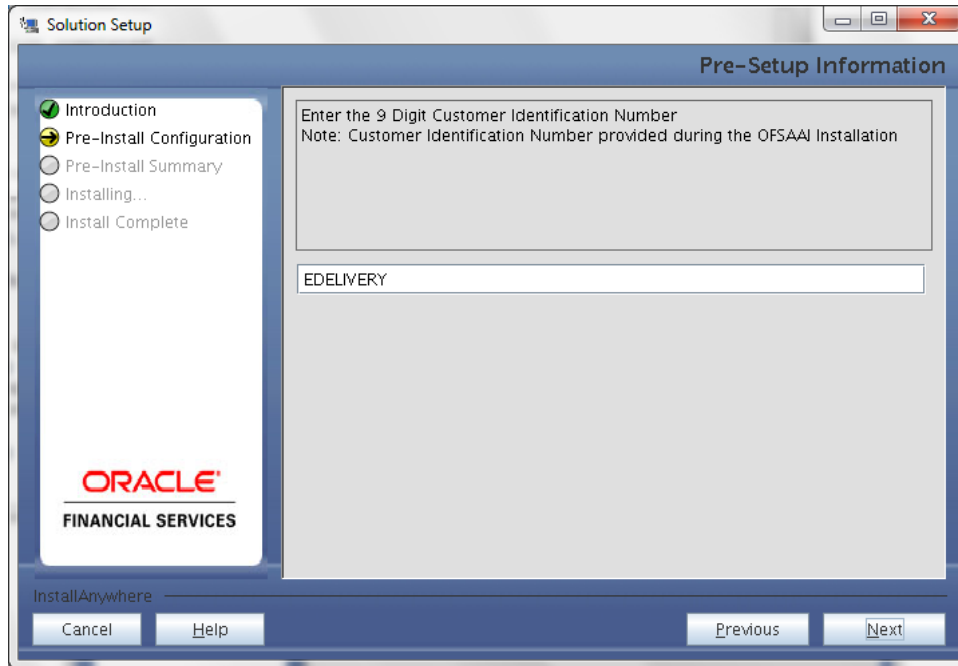 Solution Setup
Pre-Setup Information
Introduction
Pre-Install Configuration
Pre-Install Summary
Installing...
Install Complete
ORACLE
FINANCIAL SERVICES
Enter the 9 Digit Customer Identification Number
Note: Customer Identification Number provided during the OFSAAI Installation
EDELIVERY
InstallAnywhere
Cancel
Help
Previous
Next